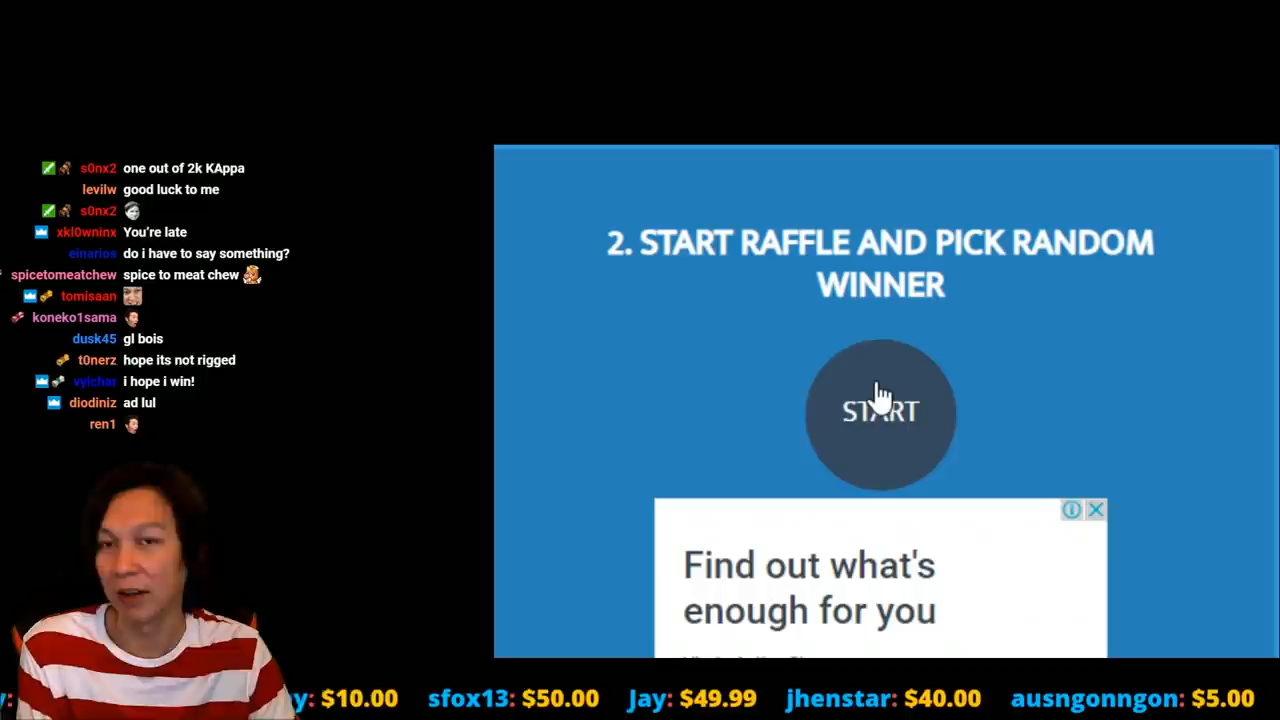 s0nx2 one out of 2k KAppa
levilw good luck to me
s0nx2
xkl0wninx You're late
einarios do i have to say something?
spicetomeatchew spice to meat chew
tomisaan
koneko1sama
dusk45 gl bois
t0nerz hope its not rigged
vylchar i hope i win!
diodiniz ad lul
ren1
2. START RAFFLE AND PICK RANDOM
WINNER
START
Find out what's
enough for you
y: $10.00 sfox13: $50.00 Jay: $49.99 jhenstar: $40.00 ausngonngon: $5.00